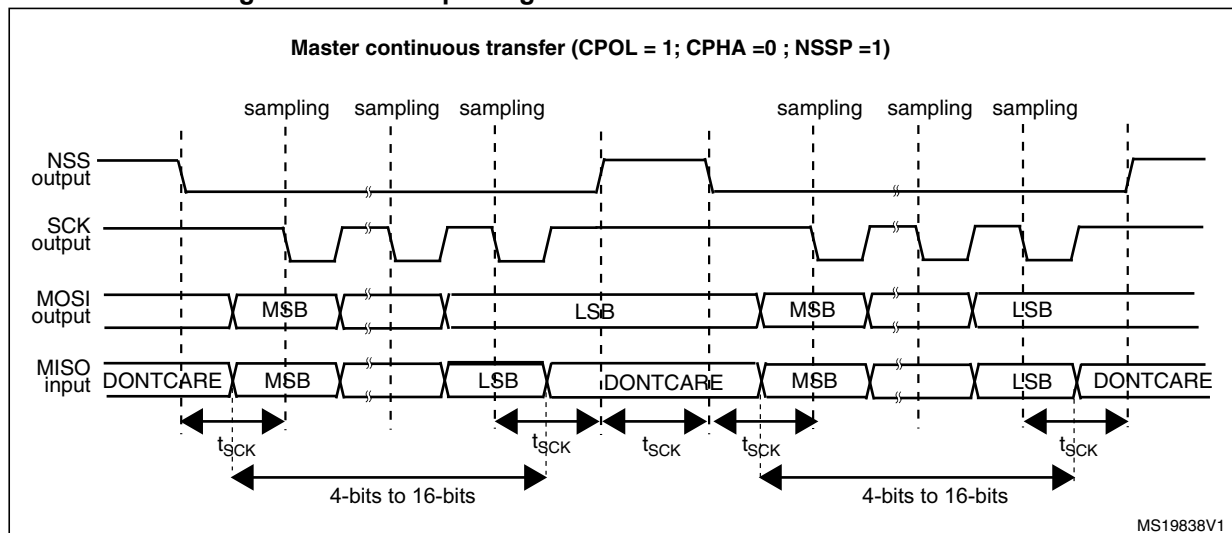 Master continuous transfer (CPOL = 1; CPHA =0 ; NSSP =1)
sampling sampling sampling sampling sampling sampling
NSS
output
SCK
output
MOSI
output
MSB LSB MSB LSB
MISO
input
DONTCARE MSB LSB DONTCARE MSB LSB DONTCARE
tSCK tSCK tSCK tSCK tSCK
4-bits to 16-bits 4-bits to 16-bits
MS19838V1